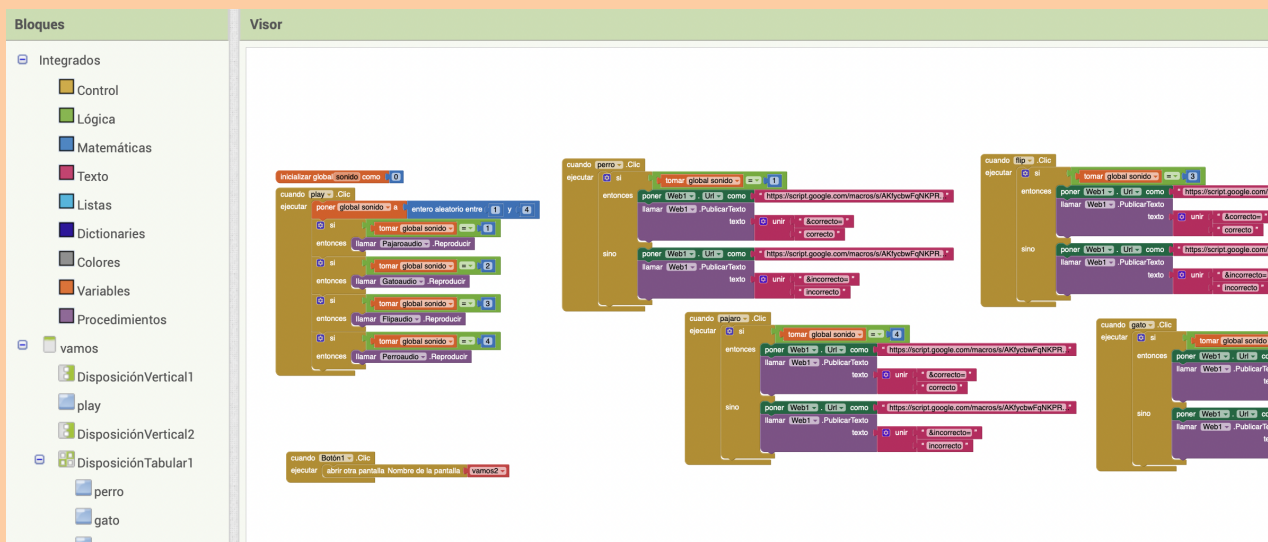 Bloques
Visor
Integrados
Control
Lógica
Matemáticas
Texto
Listas
Dictionaries
Colores
Variables
Procedimientos
vamos
DisposiciónVertical1
play
DisposiciónVertical2
DisposiciónTabular1
perro
gato
inicializar global sonido como 0
cuando play .Clic
ejecutar poner global sonido a entero aleatorio entre 1 y 4
si tomar global sonido = 1
entonces llamar Pajaroaudio .Reproducir
si tomar global sonido = 2
entonces llamar Gatoaudio .Reproducir
si tomar global sonido = 3
entonces llamar Flipaudio .Reproducir
si tomar global sonido = 4
entonces llamar Perroaudio .Reproducir
cuando Botón1 .Clic
ejecutar abrir otra pantalla Nombre de la pantalla vamos2
cuando perro .Clic
ejecutar si tomar global sonido = 1
entonces poner Web1 . Url como " https://script.google.com/macros/s/AKfycbwFqNKPR... "
llamar Web1 .PublicarTexto
texto unir " &correcto= "
" correcto "
sino poner Web1 . Url como " https://script.google.com/macros/s/AKfycbwFqNKPR... "
llamar Web1 .PublicarTexto
texto unir " &incorrecto= "
" incorrecto "
cuando pajaro .Clic
ejecutar si tomar global sonido = 4
entonces poner Web1 . Url como " https://script.google.com/macros/s/AKfycbwFqNKPR... "
llamar Web1 .PublicarTexto
texto unir " &correcto= "
" correcto "
sino poner Web1 . Url como " https://script.google.com/macros/s/AKfycbwFqNKPR... "
llamar Web1 .PublicarTexto
texto unir " &incorrecto= "
" incorrecto "
cuando flip .Clic
ejecutar si tomar global sonido = 3
entonces poner Web1 . Url como " https://script.google.com/
llamar Web1 .PublicarTexto
texto unir " &correcto= "
" correcto "
sino poner Web1 . Url como " https://script.google.com/
llamar Web1 .PublicarTexto
texto unir " &incorrecto= "
" incorrecto "
cuando gato .Clic
ejecutar si tomar global sonido
entonces poner Web1 . Url co
llamar Web1 .PublicarTe
te
sino poner Web1 . Url co
llamar Web1 .PublicarTe
te